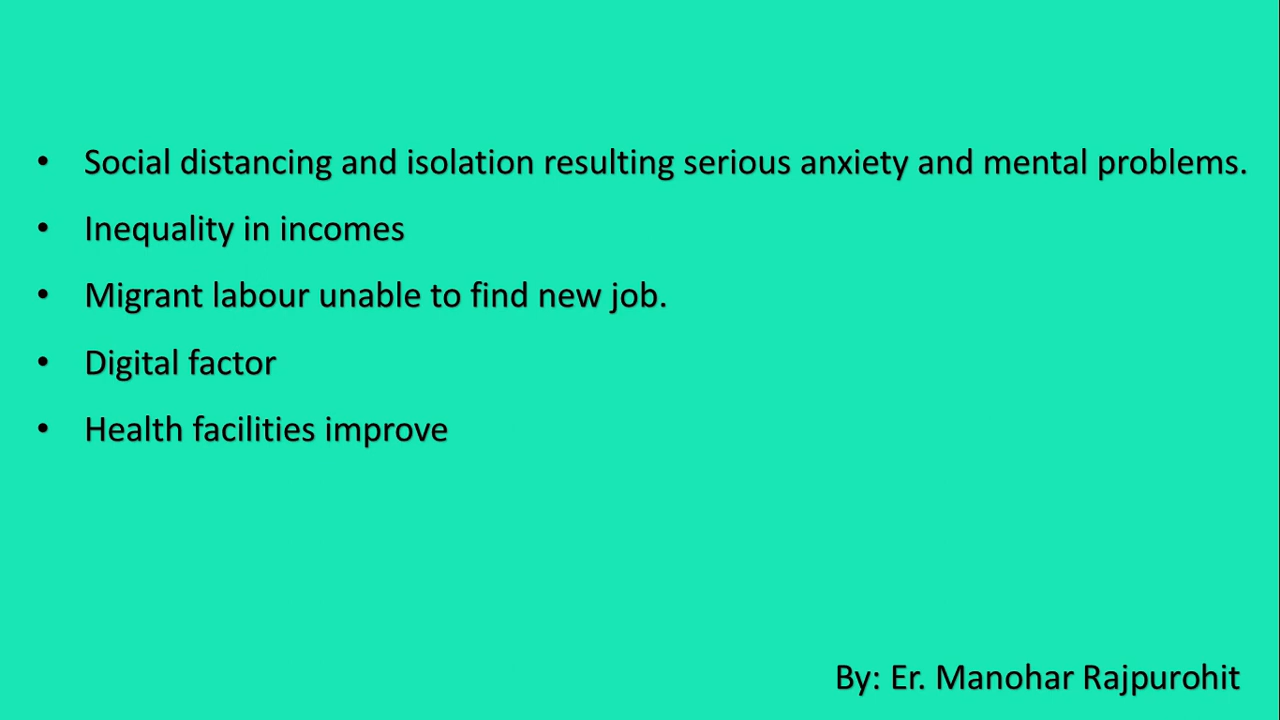 • Social distancing and isolation resulting serious anxiety and mental problems.
• Inequality in incomes
• Migrant labour unable to find new job.
• Digital factor
• Health facilities improve
By: Er. Manohar Rajpurohit